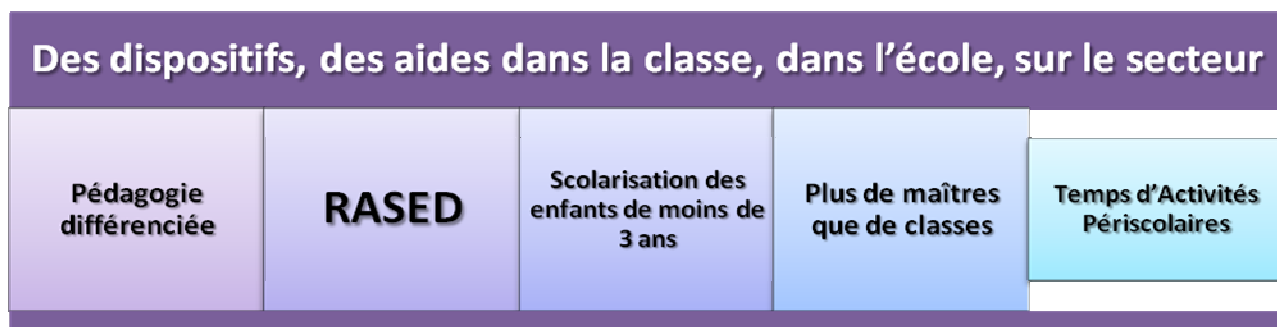 Des dispositifs, des aides dans la classe, dans l'école, sur le secteur
Pédagogie
différenciée
RASED
Scolarisation des
enfants de moins de
3 ans
Plus de maîtres
que de classes
Temps d'Activités
Périscolaires